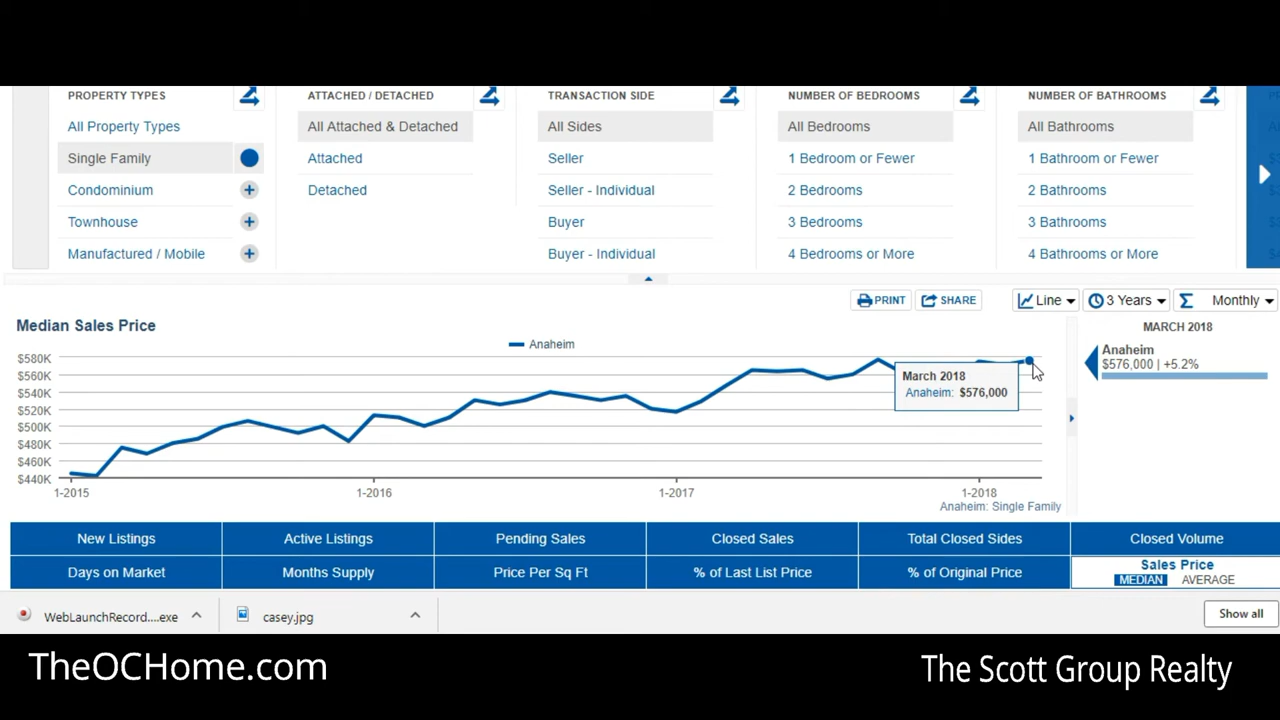 PROPERTY TYPES
All Property Types
Single Family
Condominium
Townhouse
Manufactured / Mobile
ATTACHED / DETACHED
All Attached & Detached
Attached
Detached
TRANSACTION SIDE
All Sides
Seller
Seller - Individual
Buyer
Buyer - Individual
NUMBER OF BEDROOMS
All Bedrooms
1 Bedroom or Fewer
2 Bedrooms
3 Bedrooms
4 Bedrooms or More
NUMBER OF BATHROOMS
All Bathrooms
1 Bathroom or Fewer
2 Bathrooms
3 Bathrooms
4 Bathrooms or More
PRINT
SHARE
Line
3 Years
Σ Monthly
Median Sales Price
Anaheim
$580K
$560K
$540K
$520K
$500K
$480K
$460K
$440K
March 2018
Anaheim: $576,000
1-2015
1-2016
1-2017
1-2018
Anaheim: Single Family
MARCH 2018
Anaheim
$576,000 | +5.2%
New Listings
Active Listings
Pending Sales
Closed Sales
Total Closed Sides
Closed Volume
Days on Market
Months Supply
Price Per Sq Ft
% of Last List Price
% of Original Price
Sales Price
MEDIAN AVERAGE
WebLaunchRecord....exe
casey.jpg
Show all
TheOCHome.com
The Scott Group Realty